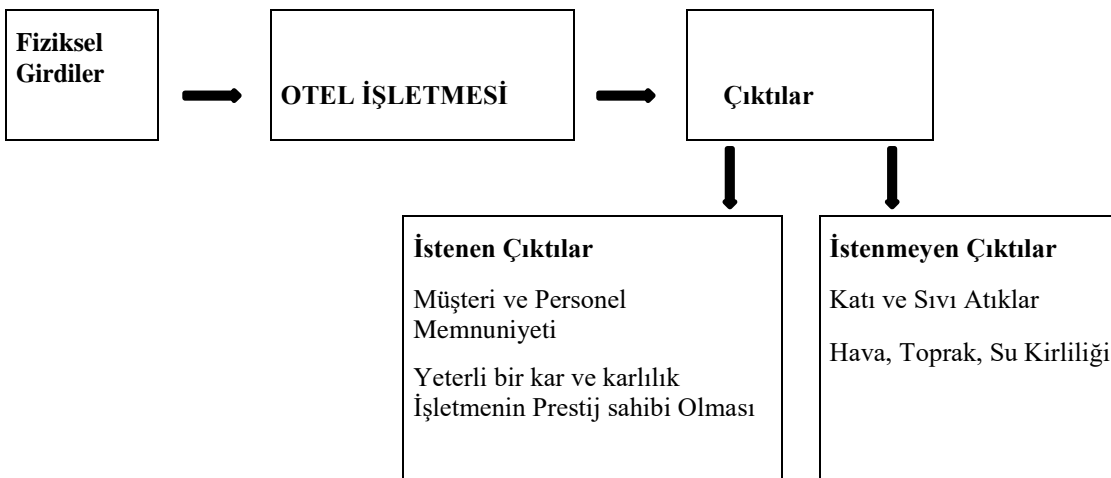 Fiziksel
Girdiler
OTEL İŞLETMESİ
Çıktılar
İstenen Çıktılar
Müşteri ve Personel
Memnuniyeti
Yeterli bir kar ve karlılık
İşletmenin Prestij sahibi Olması
İstenmeyen Çıktılar
Katı ve Sıvı Atıklar
Hava, Toprak, Su Kirliliği